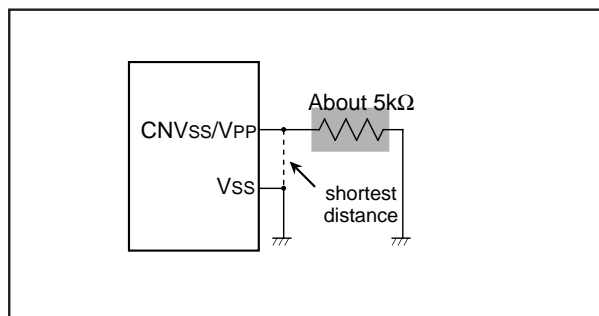 About 5kΩ
CNVSS/VPP
VSS
shortest
distance